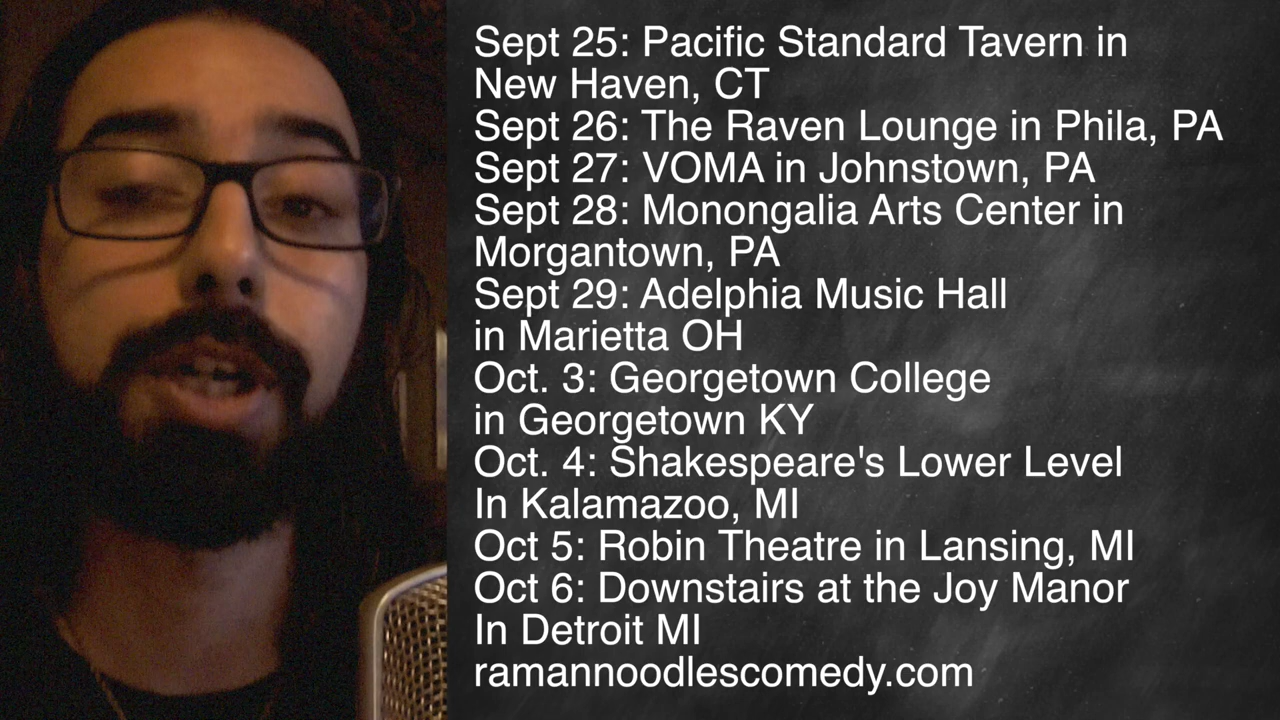 Sept 25: Pacific Standard Tavern in
New Haven, CT
Sept 26: The Raven Lounge in Phila, PA
Sept 27: VOMA in Johnstown, PA
Sept 28: Monongalia Arts Center in
Morgantown, PA
Sept 29: Adelphia Music Hall
in Marietta OH
Oct. 3: Georgetown College
in Georgetown KY
Oct. 4: Shakespeare's Lower Level
In Kalamazoo, MI
Oct 5: Robin Theatre in Lansing, MI
Oct 6: Downstairs at the Joy Manor
In Detroit MI
ramannoodlescomedy.com